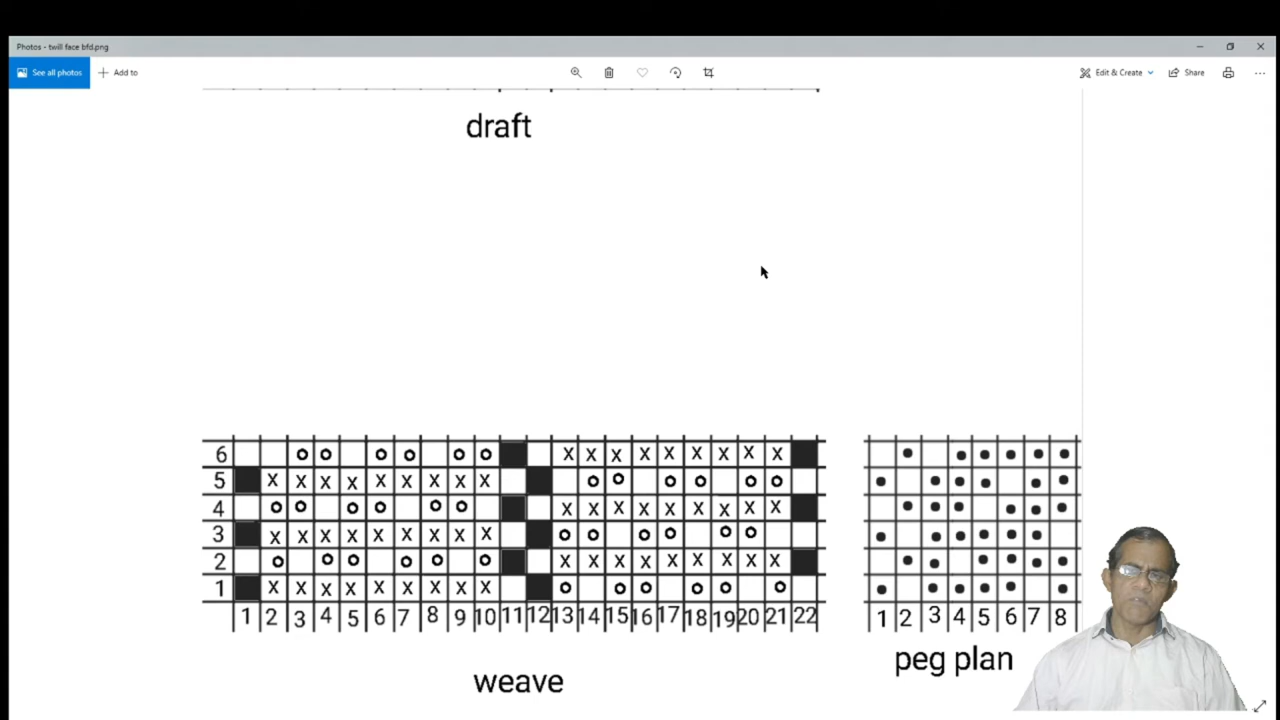 Photos - twill face bfd.png
See all photos + Add to Edit & Create Share
draft
6 o o o o o o X X X X X X X X X
5 X X X X X X X X X o o o o o o
4 o o o o o o X X X X X X X X X
3 X X X X X X X X X o o o o o o
2 o o o o o o X X X X X X X X X
1 X X X X X X X X X o o o o o o
1 2 3 4 5 6 7 8 9 10 11 12 13 14 15 16 17 18 19 20 21 22
1 2 3 4 5 6 7 8
weave
peg plan